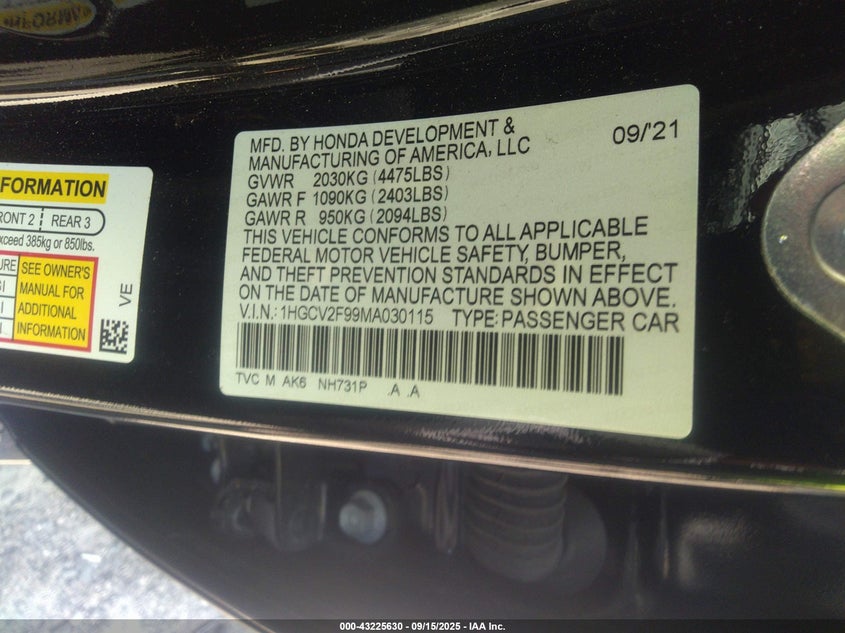 MFD. BY HONDA DEVELOPMENT & 09/'21
MANUFACTURING OF AMERICA, LLC
GVWR 2030KG (4475LBS)
GAWR F 1090KG (2403LBS)
GAWR R 950KG (2094LBS)
THIS VEHICLE CONFORMS TO ALL APPLICABLE
FEDERAL MOTOR VEHICLE SAFETY, BUMPER,
AND THEFT PREVENTION STANDARDS IN EFFECT
ON THE DATE OF MANUFACTURE SHOWN ABOVE.
V.I.N.: 1HGCV2F99MA030115 TYPE: PASSENGER CAR
TVC M AK6 NH731P .A .A
FORMATION
RONT 2 REAR 3
xceed 385kg or 850lbs.
URE
SEE OWNER'S
MANUAL FOR
ADDITIONAL
INFORMATION
VE
000-43225630 - 09/15/2025 - IAA Inc.